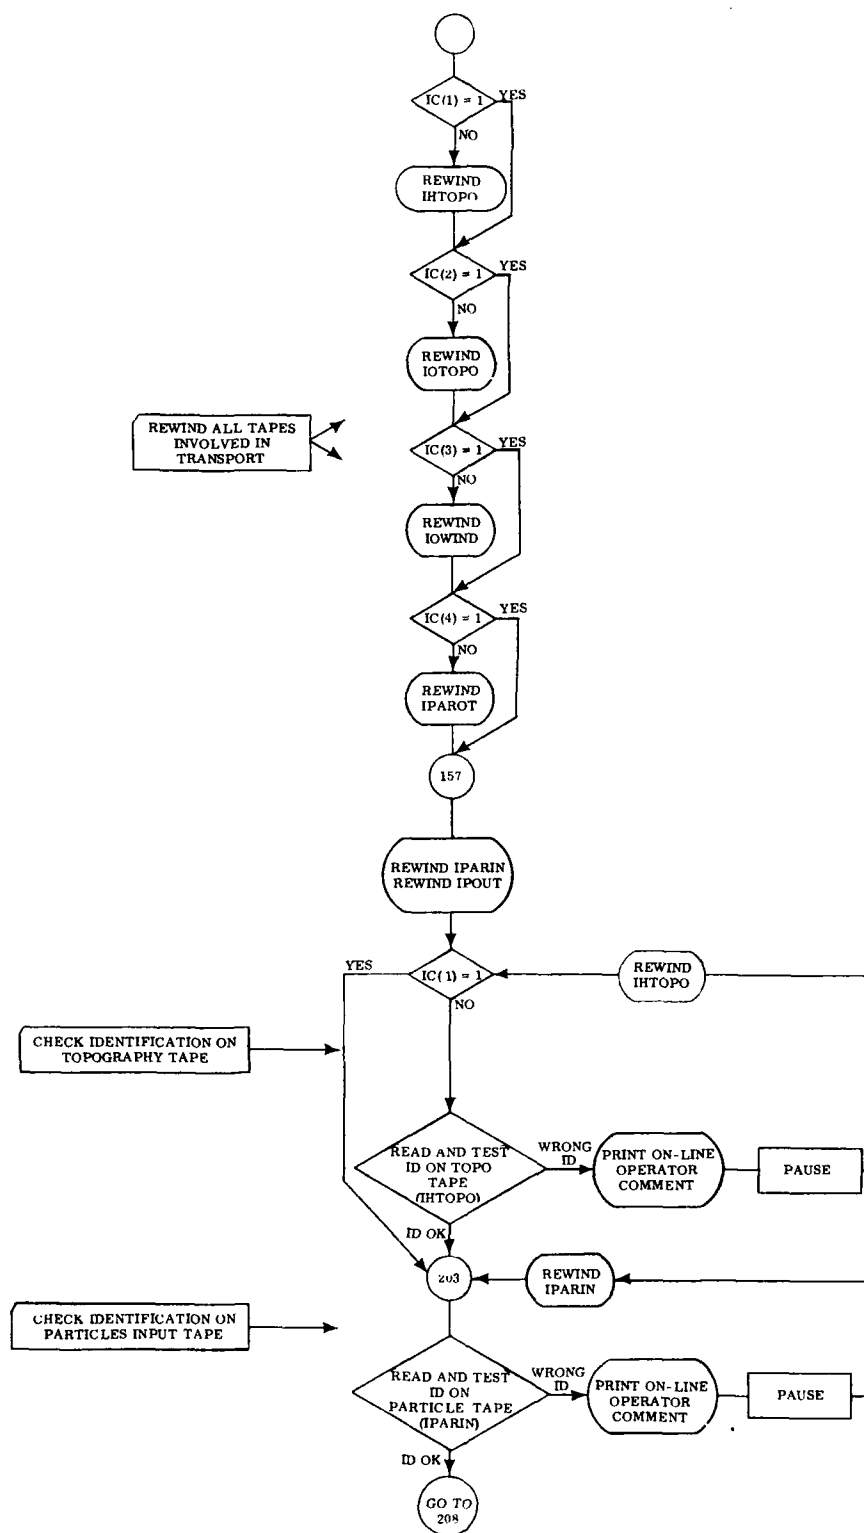 IC(1) = 1
YES
NO
REWIND
IHTOPO
IC(2) = 1
YES
NO
REWIND
IOTOPO
REWIND ALL TAPES
INVOLVED IN
TRANSPORT
IC(3) = 1
YES
NO
REWIND
IOWIND
IC(4) = 1
YES
NO
REWIND
IPAROT
157
REWIND IPARIN
REWIND IPOUT
YES
IC(1) = 1
NO
REWIND
IHTOPO
CHECK IDENTIFICATION ON
TOPOGRAPHY TAPE
READ AND TEST
ID ON TOPO
TAPE
(IHTOPO)
WRONG
ID
PRINT ON-LINE
OPERATOR
COMMENT
PAUSE
ID OK
203
REWIND
IPARIN
CHECK IDENTIFICATION ON
PARTICLES INPUT TAPE
READ AND TEST
ID ON
PARTICLE TAPE
(IPARIN)
WRONG
ID
PRINT ON-LINE
OPERATOR
COMMENT
PAUSE
ID OK
GO TO
208